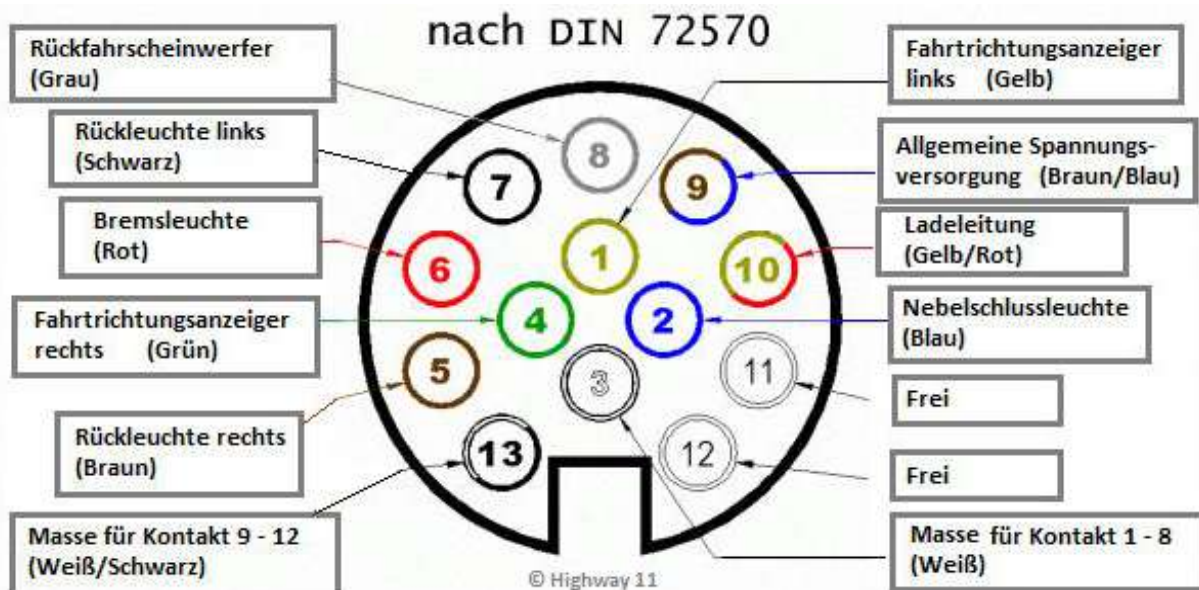 nach DIN 72570
Rückfahrscheinwerfer
(Grau)
Rückleuchte links
(Schwarz)
Bremsleuchte
(Rot)
Fahrtrichtungsanzeiger
rechts (Grün)
Rückleuchte rechts
(Braun)
Masse für Kontakt 9 - 12
(Weiß/Schwarz)
8
7
9
1
6
10
4
2
5
3
11
13
12
Fahrtrichtungsanzeiger
links (Gelb)
Allgemeine Spannungs-
versorgung (Braun/Blau)
Ladeleitung
(Gelb/Rot)
Nebelschlussleuchte
(Blau)
Frei
Frei
Masse für Kontakt 1 - 8
(Weiß)
© Highway 11